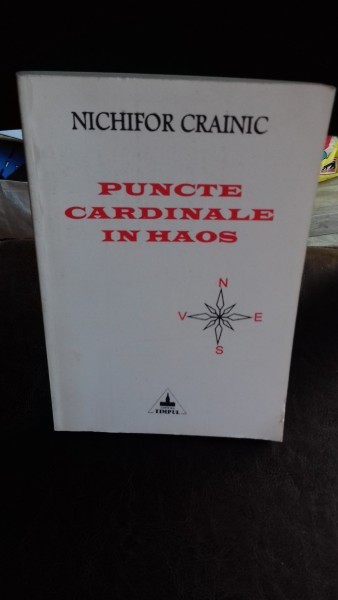 NICHIFOR CRAINIC
PUNCTE
CARDINALE
IN HAOS
N
V E
S
TIMPUL